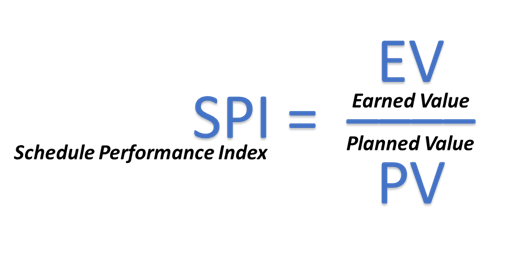 EV
Earned Value
SPI =
Schedule Performance Index
Planned Value
PV